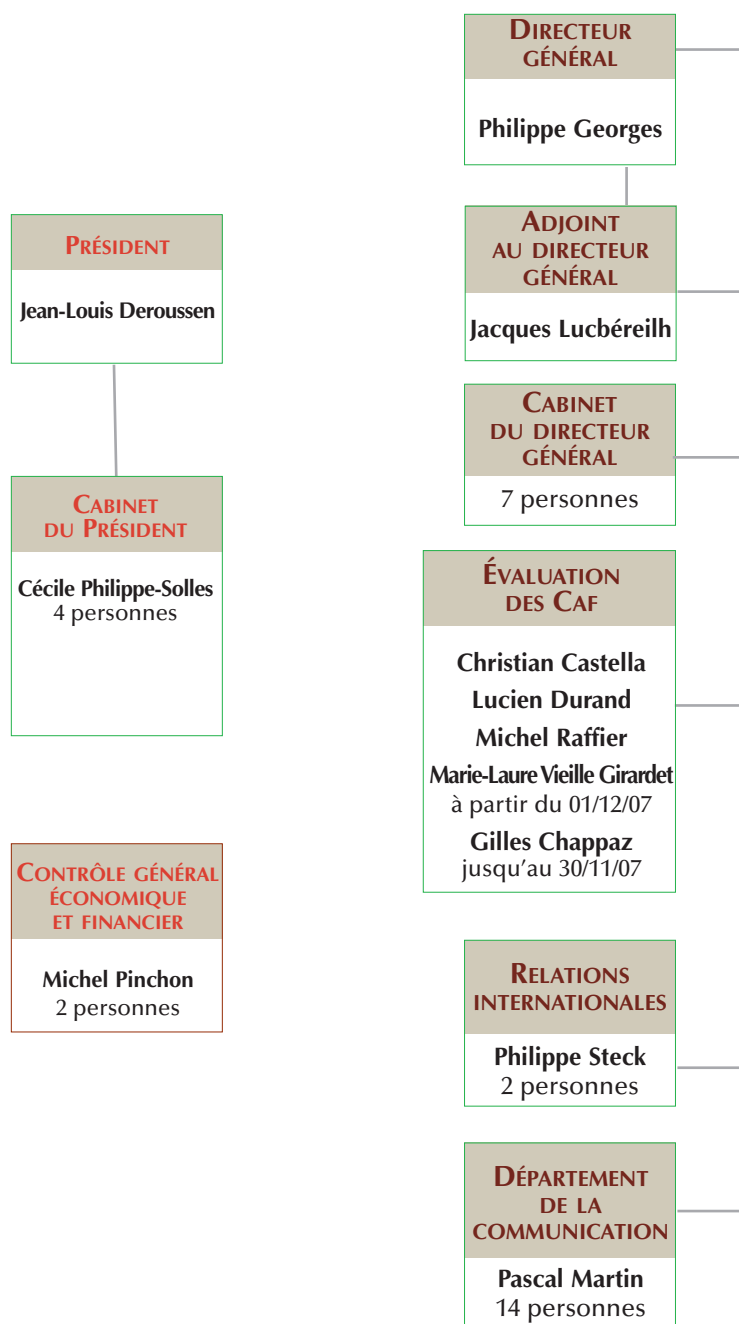 Président
Jean-Louis Deroussen
Cabinet
du Président
Cécile Philippe-Solles
4 personnes
Contrôle général
économique
et financier
Michel Pinchon
2 personnes
Directeur
général
Philippe Georges
Adjoint
au directeur
général
Jacques Lucbéreilh
Cabinet
du directeur
général
7 personnes
Évaluation
des Caf
Christian Castella
Lucien Durand
Michel Raffier
Marie-Laure Vieille Girardet
à partir du 01/12/07
Gilles Chappaz
jusqu'au 30/11/07
Relations
internationales
Philippe Steck
2 personnes
Département
de la
communication
Pascal Martin
14 personnes